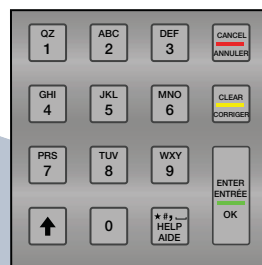 QZ
1
ABC
2
DEF
3
CANCEL
ANNULER
GHI
4
JKL
5
MNO
6
CLEAR
CORRIGER
PRS
7
TUV
8
WXY
9
ENTER
ENTRÉE
OK
0
* # ,
HELP
AIDE